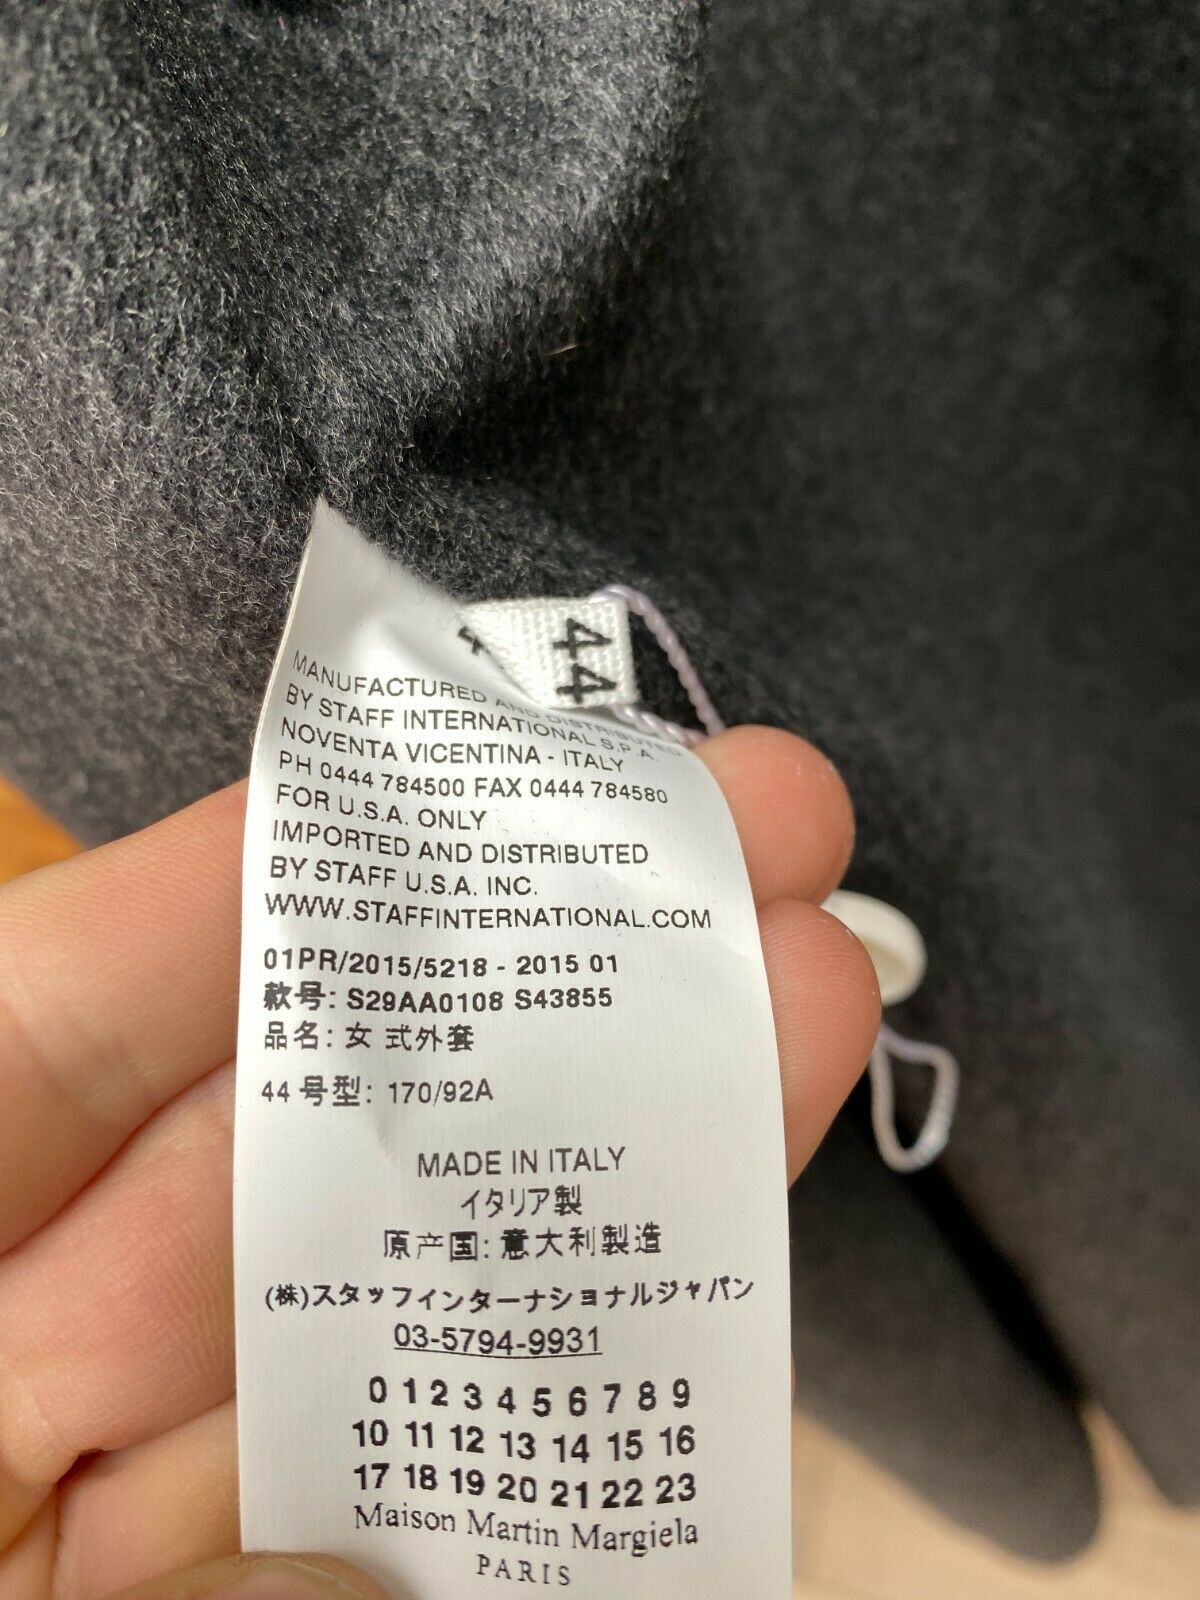 44
MANUFACTURED AND DISTRIBUTED
BY STAFF INTERNATIONAL S.P.A.
NOVENTA VICENTINA - ITALY
PH 0444 784500 FAX 0444 784580
FOR U.S.A. ONLY
IMPORTED AND DISTRIBUTED
BY STAFF U.S.A. INC.
WWW.STAFFINTERNATIONAL.COM
01PR/2015/5218 - 2015 01
款号: S29AA0108 S43855
品名: 女 式外套
44 号型: 170/92A
MADE IN ITALY
イタリア製
原产国: 意大利製造
(株)スタッフインターナショナルジャパン
03-5794-9931
0 1 2 3 4 5 6 7 8 9
10 11 12 13 14 15 16
17 18 19 20 21 22 23
Maison Martin Margiela
PARIS